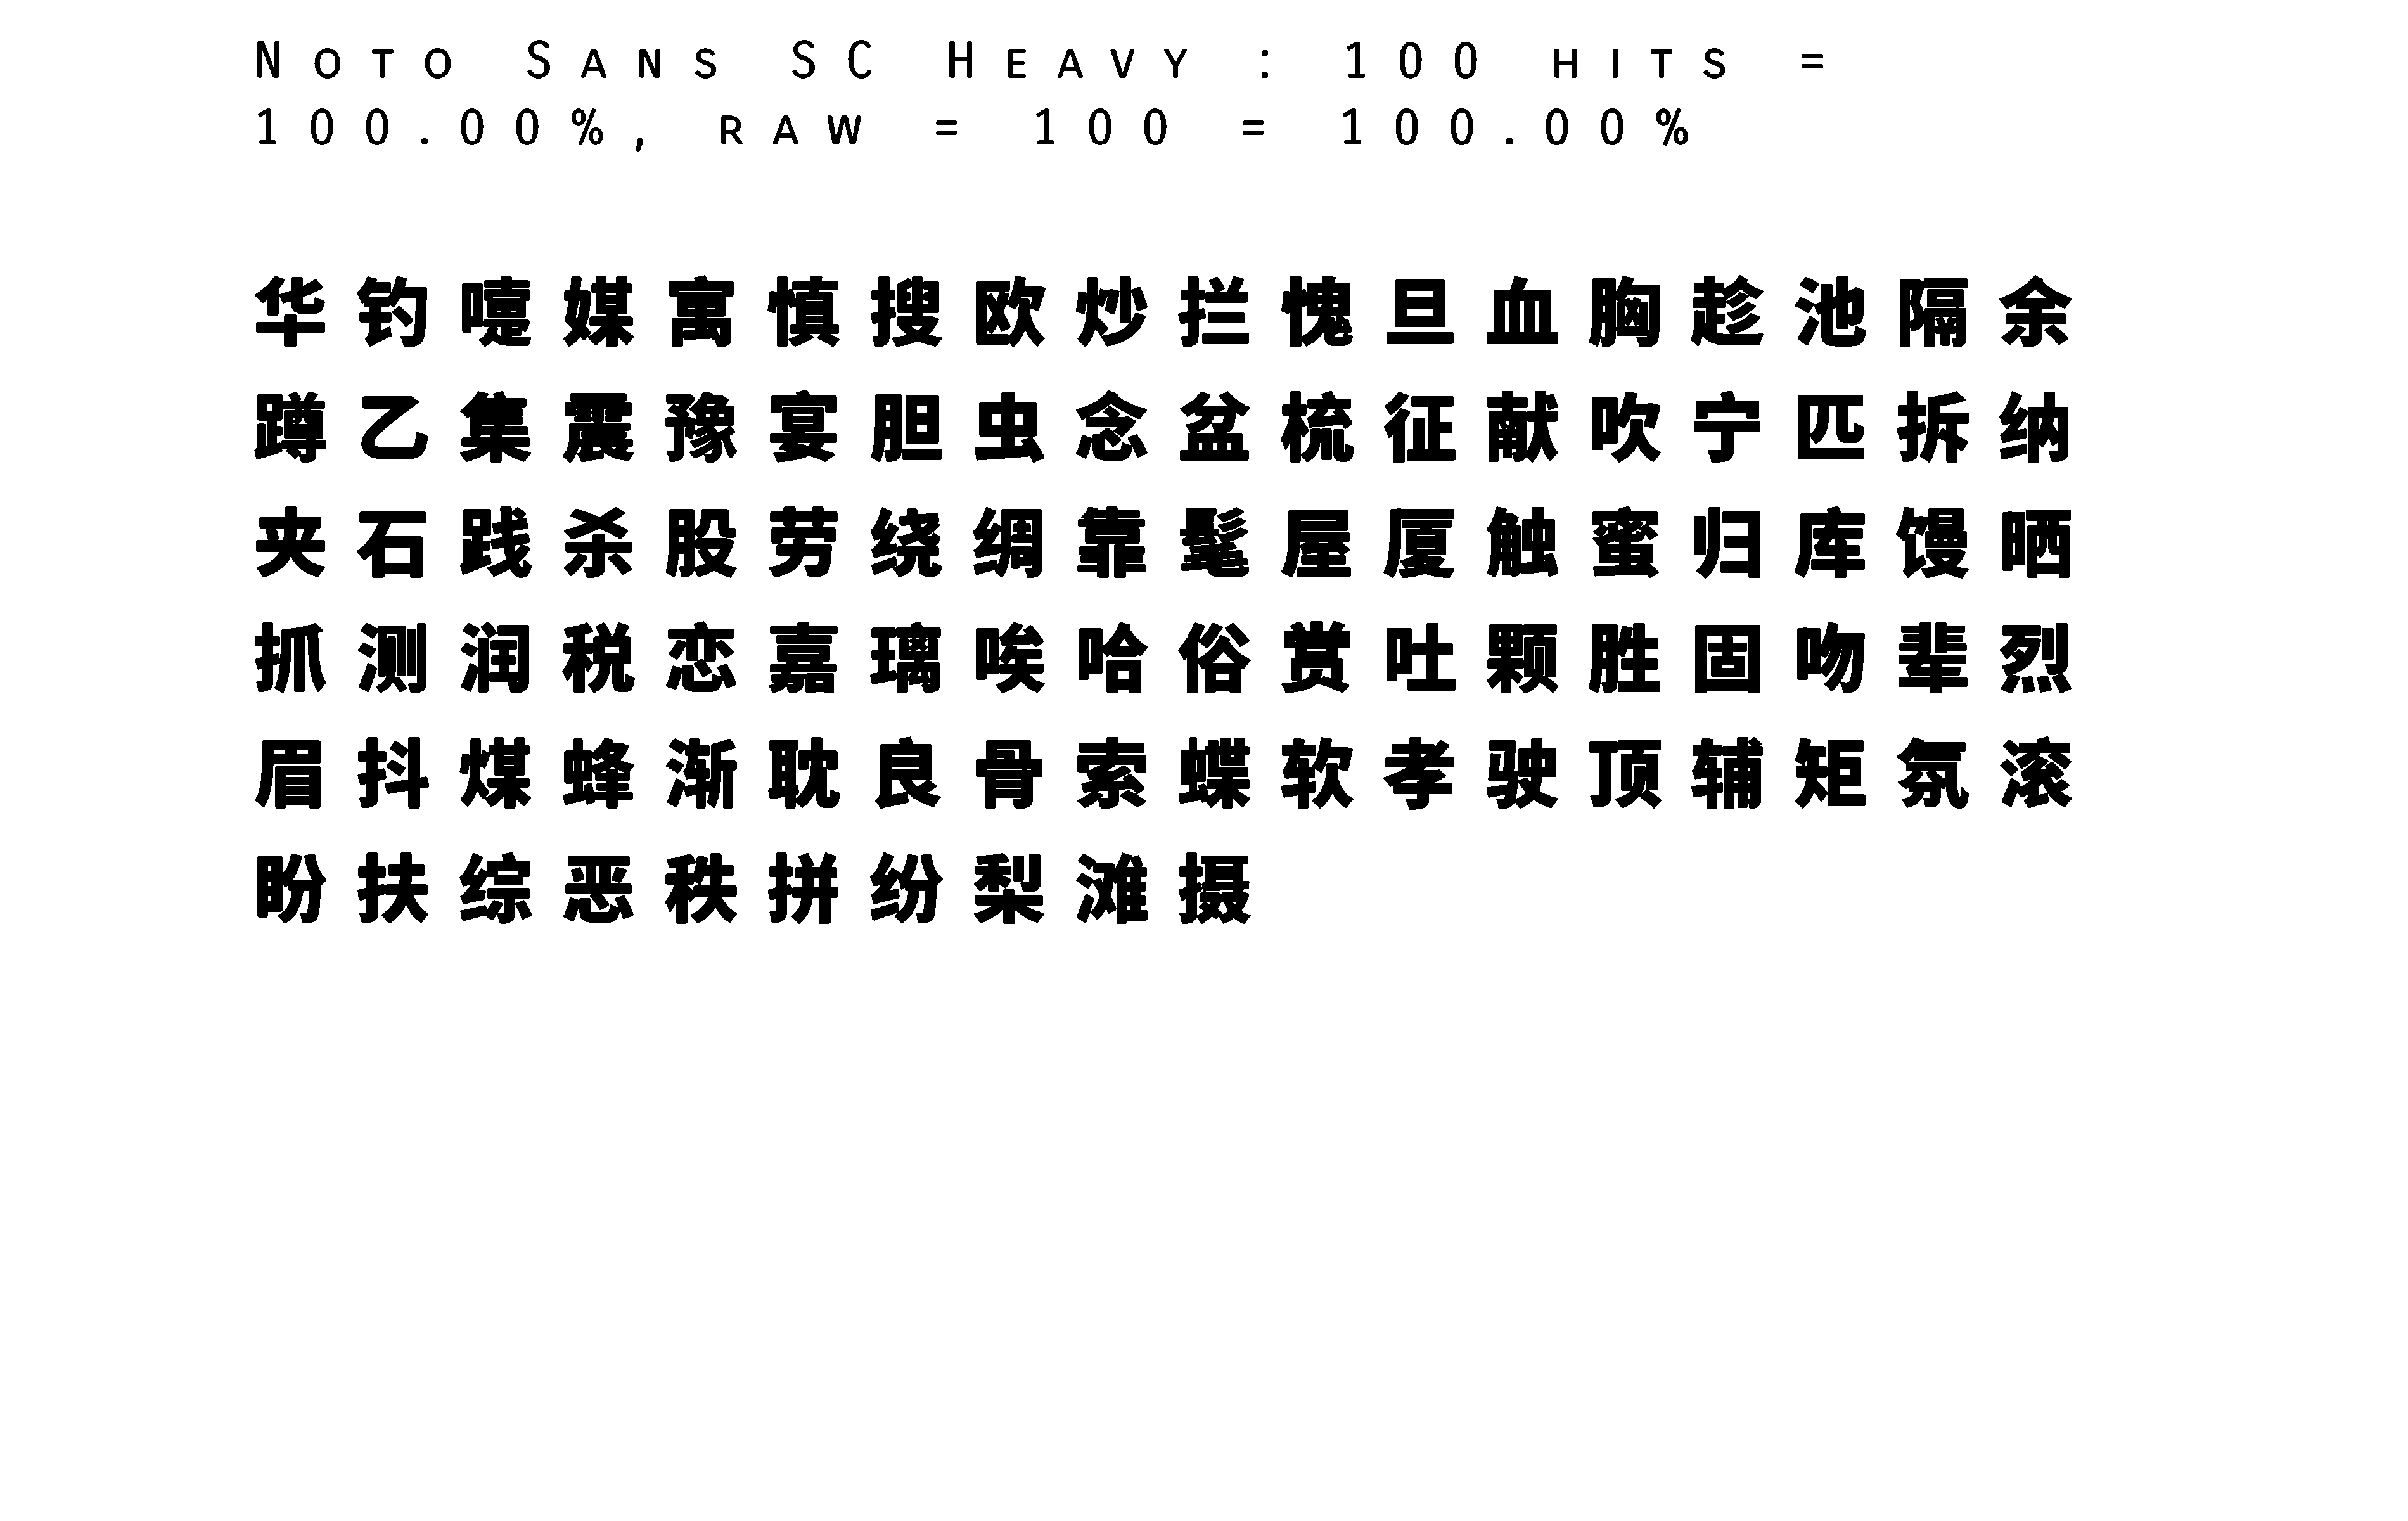 Noto Sans SC Heavy : 100 hits =
100.00%, raw = 100 = 100.00%
华钓嚏媒寓慎搜欧炒拦愧旦血胸趁池隔余
蹲乙集震豫宴胆虫念盆梳征献吹宁匹拆纳
夹石践杀股劳绕绸靠髦屋厦触蜜归库馒晒
抓测润税恋嘉璃唉哈俗赏吐颗胜固吻辈烈
眉抖煤蜂渐耽良骨索蝶软孝驶顶辅矩氛滚
盼扶综恶秩拼纷梨滩摄